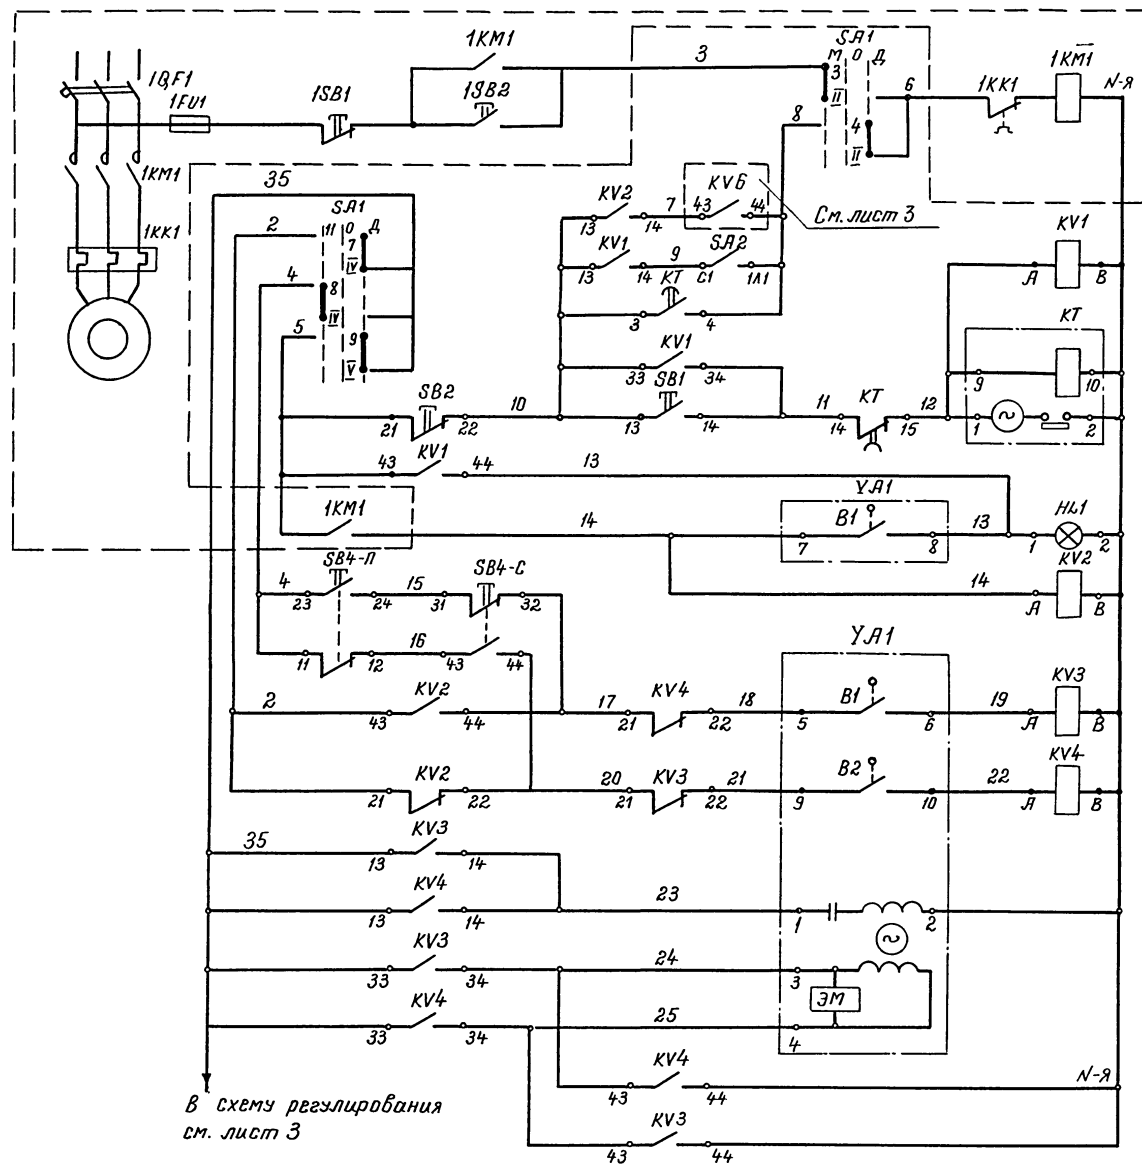 1KM1
3
SA1
М О Д
3
II
6
1KK1
1KM1
N-Я
1QF1
1FU1
1SB1
1SB2
8
4
II
1KM1
35
KV2
7
KV6
13
14
43
44
См. лист 3
KV1
1KK1
2
SA1
11
О Д
7
IV
KV1
9
SA2
13
14
C1
1Л1
A
B
4
8
IV
KT
3
4
KT
5
9
V
KV1
33
34
9
10
SB2
10
SB1
11
KT
12
21
22
13
14
14
15
1
2
KV1
43
44
13
YA1
1KM1
14
B1
13
HL1
7
8
1
2
SB4-П
SB4-С
KV2
4
15
14
23
24
31
32
A
B
16
YA1
11
12
43
44
2
KV2
17
KV4
18
B1
19
KV3
43
44
21
22
5
6
A
B
KV2
20
KV3
21
B2
22
KV4
21
22
21
22
9
10
A
B
35
KV3
13
14
KV4
23
13
14
1
2
KV3
24
33
34
3
ЭМ
KV4
25
33
34
4
KV4
N-Я
43
44
В схему регулирования
см. лист 3
KV3
43
44